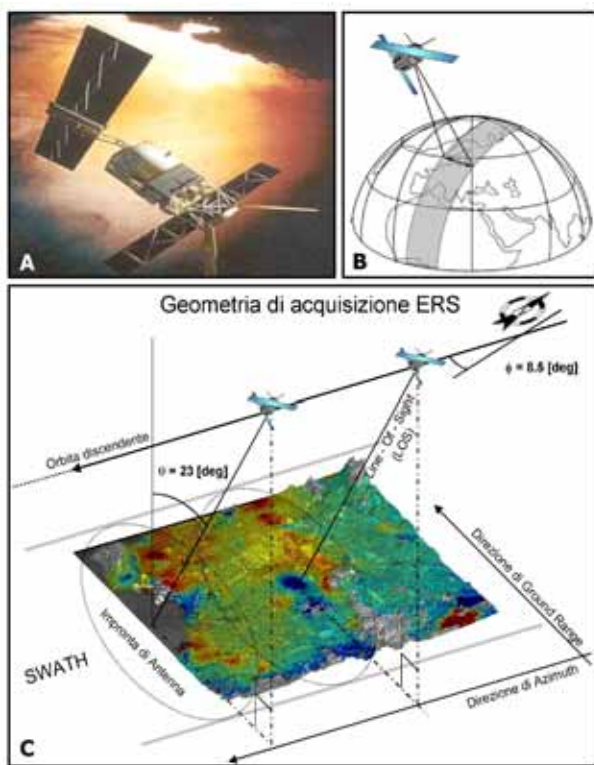 A
B
Geometria di acquisizione ERS
ϕ = 8.5 [deg]
Orbita discendente
θ = 23 [deg]
Line - Of - Sight
(LOS)
Direzione di Ground Range
Impronta di Antenna
SWATH
Direzione di Azimuth
C